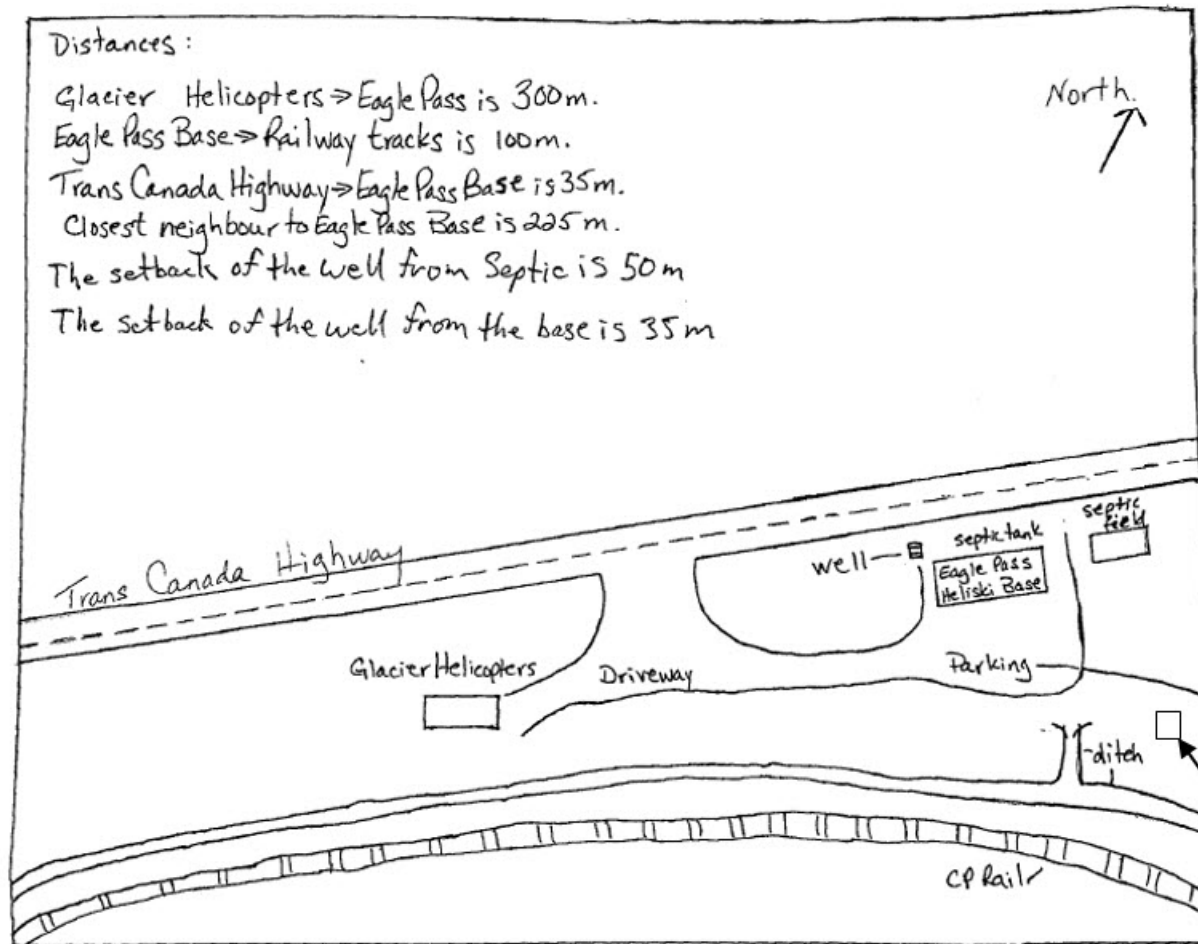 Distances:
Glacier Helicopters⇒Eagle Pass is 300m.
Eagle Pass Base⇒Railway tracks is 100m.
Trans Canada Highway⇒Eagle Pass Base is 35m.
Closest neighbour to Eagle Pass Base is 225 m.
The setback of the well from Septic is 50m
The setback of the well from the base is 35m
North.
Trans Canada Highway
septic
field
septic tank
well
Eagle Pass
Heliski Base
Glacier Helicopters
Driveway
Parking
ditch
CP Rail